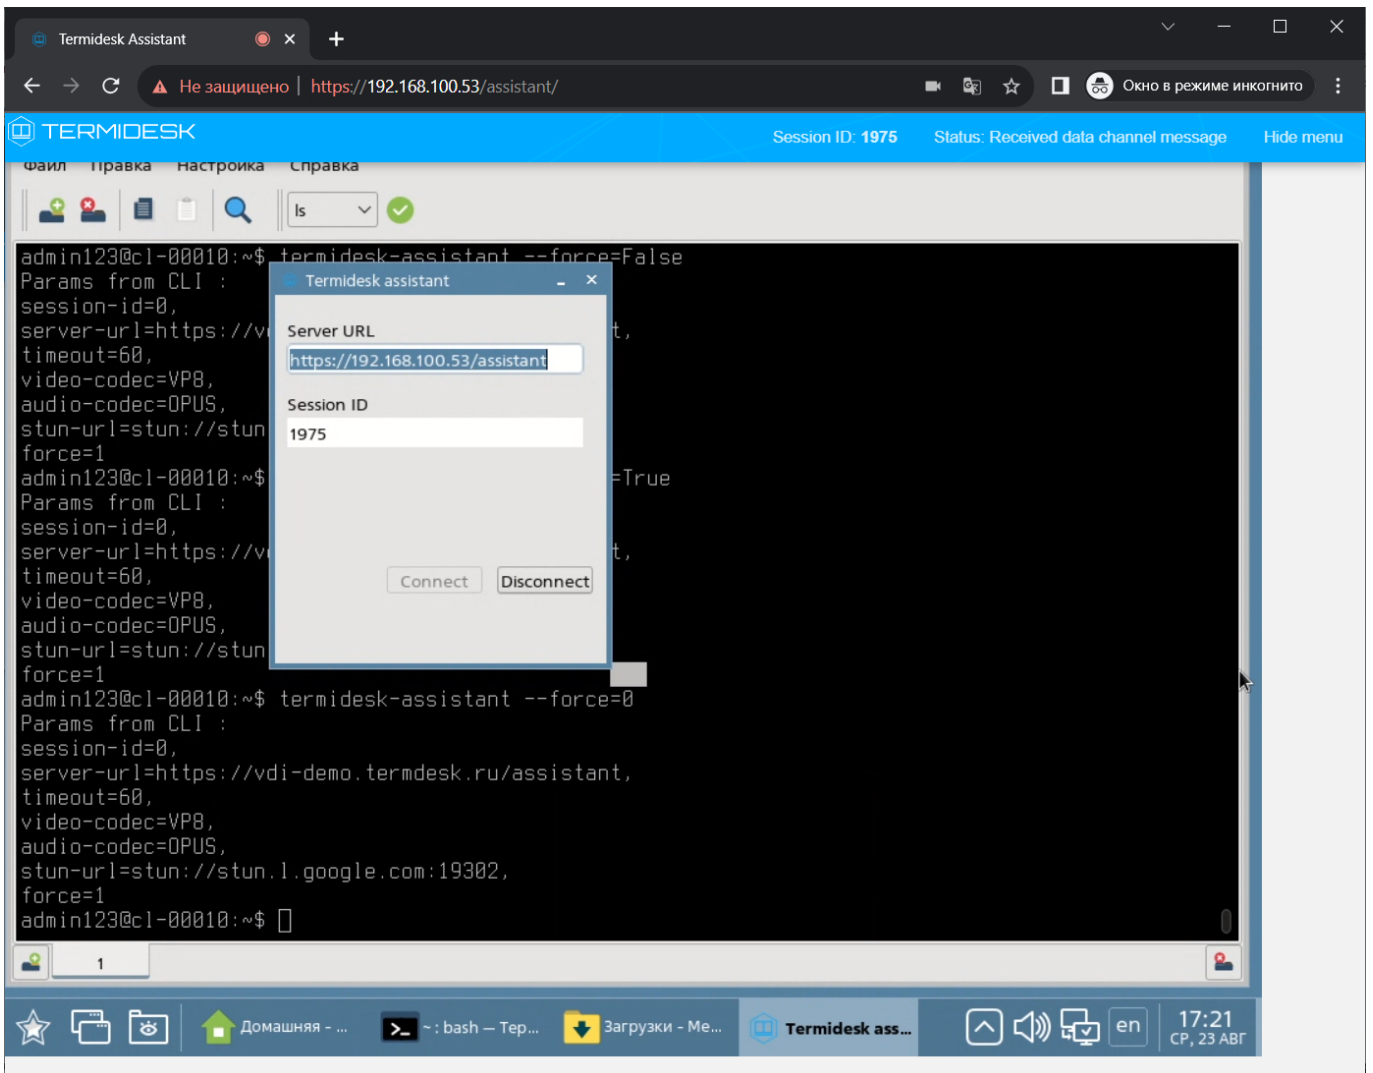 Termidesk Assistant
Не защищено
https://192.168.100.53/assistant/
Окно в режиме инкогнито
TERMIDESK
Session ID: 1975
Status: Received data channel message
Hide menu
Файл Правка Настройка Справка
ls
admin123@cl-00010:~$ termidesk-assistant --force=False
Params from CLI :
session-id=0,
server-url=https://v
t,
timeout=60,
video-codec=VP8,
audio-codec=OPUS,
stun-url=stun://stun
force=1
admin123@cl-00010:~$
=True
Params from CLI :
session-id=0,
server-url=https://v
t,
timeout=60,
video-codec=VP8,
audio-codec=OPUS,
stun-url=stun://stun
force=1
admin123@cl-00010:~$ termidesk-assistant --force=0
Params from CLI :
session-id=0,
server-url=https://vdi-demo.termdesk.ru/assistant,
timeout=60,
video-codec=VP8,
audio-codec=OPUS,
stun-url=stun://stun.l.google.com:19302,
force=1
admin123@cl-00010:~$
Termidesk assistant
Server URL
https://192.168.100.53/assistant
Session ID
1975
Connect
Disconnect
1
Домашняя - ...
~ : bash — Тер...
Загрузки - Me...
Termidesk ass...
en
17:21
СР, 23 АВГ